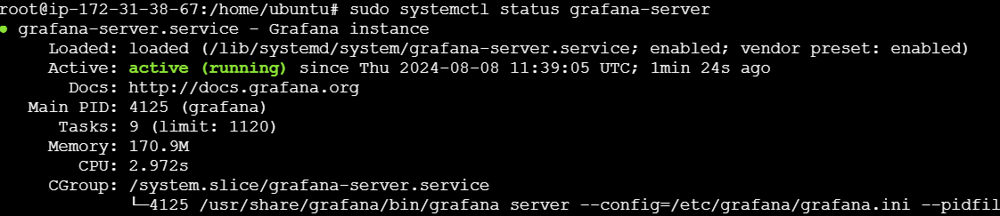 root@ip-172-31-38-67:/home/ubuntu# sudo systemctl status grafana-server
● grafana-server.service - Grafana instance
Loaded: loaded (/lib/systemd/system/grafana-server.service; enabled; vendor preset: enabled)
Active: active (running) since Thu 2024-08-08 11:39:05 UTC; 1min 24s ago
Docs: http://docs.grafana.org
Main PID: 4125 (grafana)
Tasks: 9 (limit: 1120)
Memory: 170.9M
CPU: 2.972s
CGroup: /system.slice/grafana-server.service
└─4125 /usr/share/grafana/bin/grafana server --config=/etc/grafana/grafana.ini --pidfil